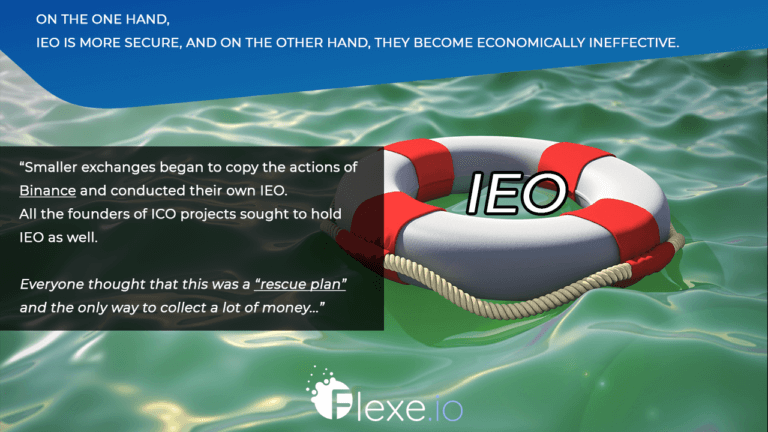 ON THE ONE HAND,
IEO IS MORE SECURE, AND ON THE OTHER HAND, THEY BECOME ECONOMICALLY INEFFECTIVE.
“Smaller exchanges began to copy the actions of
Binance and conducted their own IEO.
All the founders of ICO projects sought to hold
IEO as well.
Everyone thought that this was a “rescue plan”
and the only way to collect a lot of money...”
IEO
Flexe.io